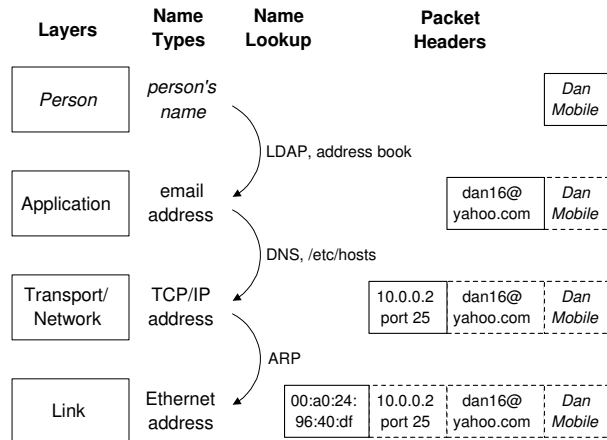 Layers
Name
Types
Name
Lookup
Packet
Headers
Person
person's
name
Dan
Mobile
LDAP, address book
Application
email
address
dan16@
yahoo.com
Dan
Mobile
DNS, /etc/hosts
Transport/
Network
TCP/IP
address
10.0.0.2
port 25
dan16@
yahoo.com
Dan
Mobile
ARP
Link
Ethernet
address
00:a0:24:
96:40:df
10.0.0.2
port 25
dan16@
yahoo.com
Dan
Mobile